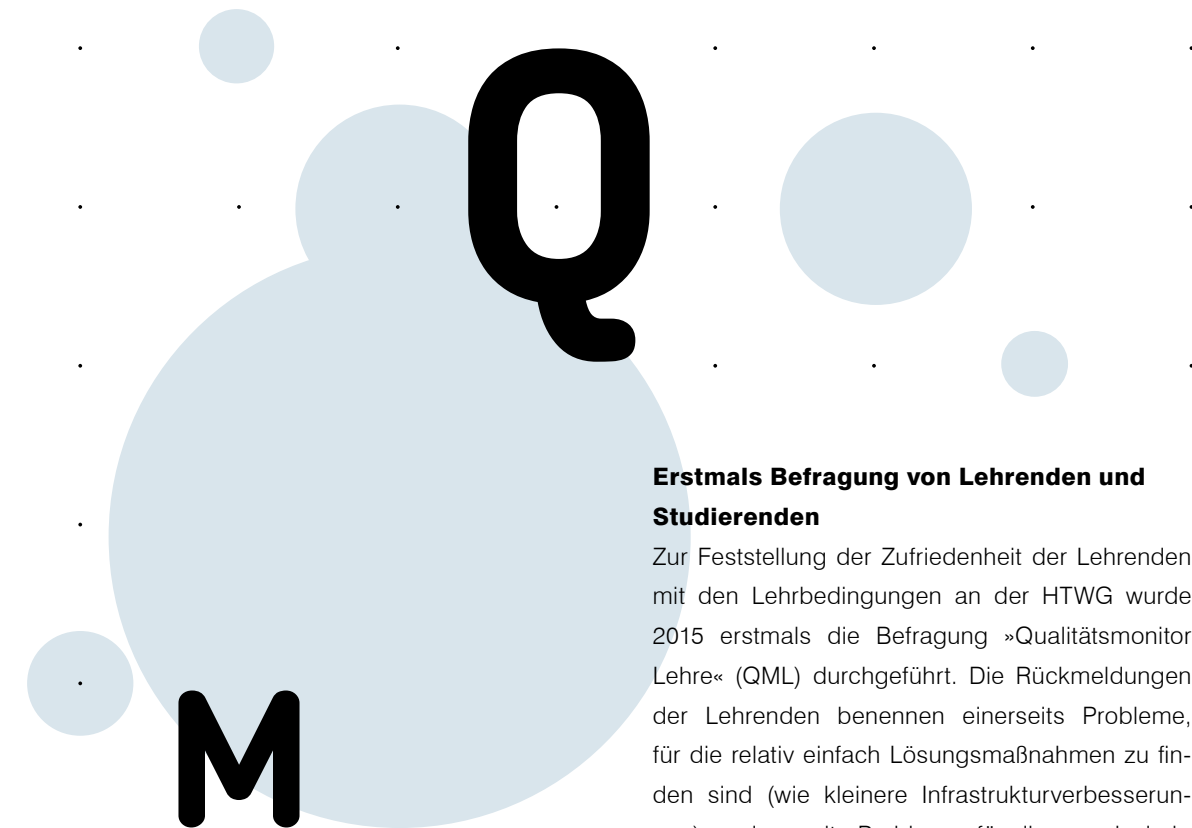 Q
M
Erstmals Befragung von Lehrenden und
Studierenden
Zur Feststellung der Zufriedenheit der Lehrenden
mit den Lehrbedingungen an der HTWG wurde
2015 erstmals die Befragung »Qualitätsmonitor
Lehre« (QML) durchgeführt. Die Rückmeldungen
der Lehrenden benennen einerseits Probleme,
für die relativ einfach Lösungsmaßnahmen zu fin-
den sind (wie kleinere Infrastrukturverbesserun-